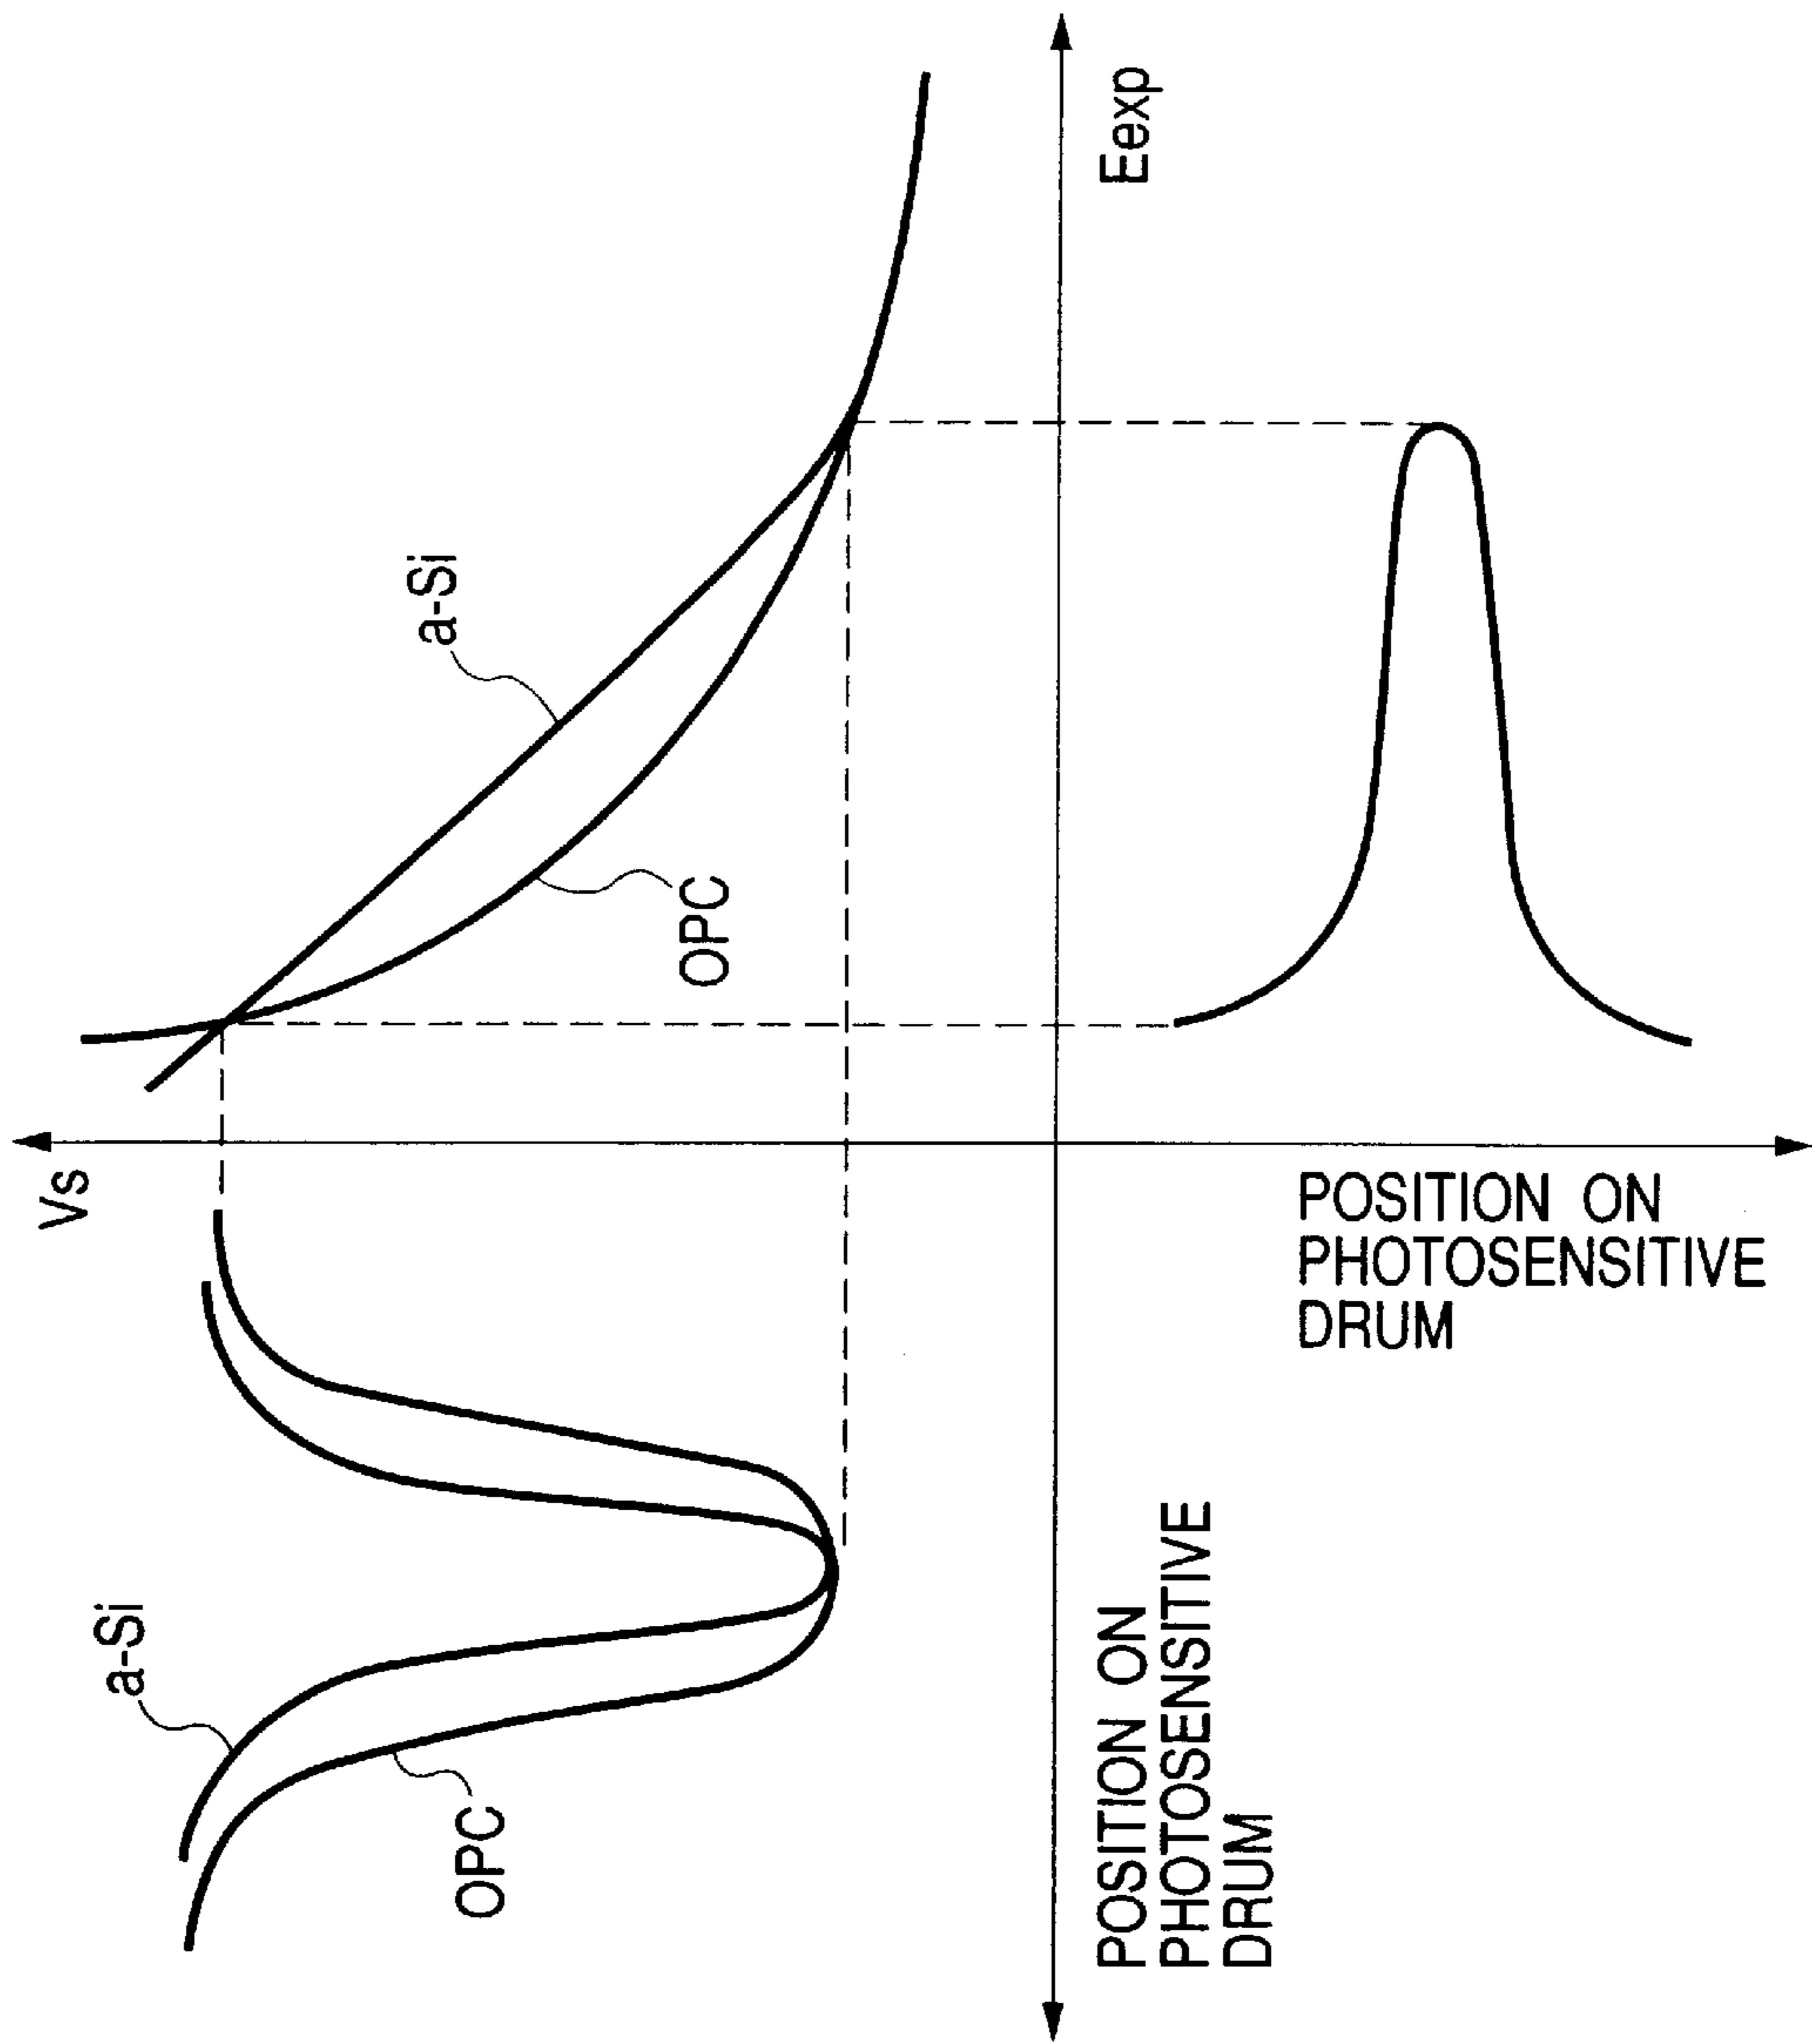 Vs
a-Si
OPC
a-Si
OPC
Eexp
POSITION ON
PHOTOSENSITIVE
DRUM
POSITION ON
PHOTOSENSITIVE
DRUM